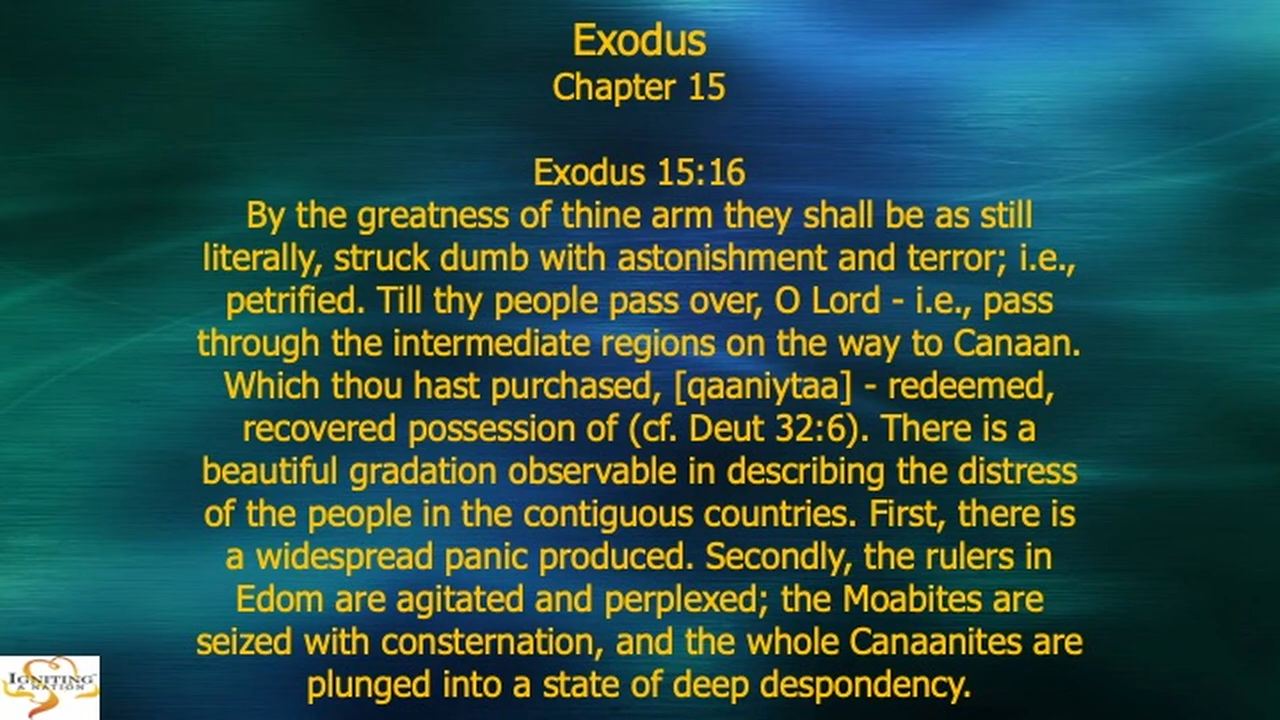 Exodus
Chapter 15
Exodus 15:16
By the greatness of thine arm they shall be as still
literally, struck dumb with astonishment and terror; i.e.,
petrified. Till thy people pass over, O Lord - i.e., pass
through the intermediate regions on the way to Canaan.
Which thou hast purchased, [qaaniytaa] - redeemed,
recovered possession of (cf. Deut 32:6). There is a
beautiful gradation observable in describing the distress
of the people in the contiguous countries. First, there is
a widespread panic produced. Secondly, the rulers in
Edom are agitated and perplexed; the Moabites are
seized with consternation, and the whole Canaanites are
plunged into a state of deep despondency.
IGNITING
A NATION